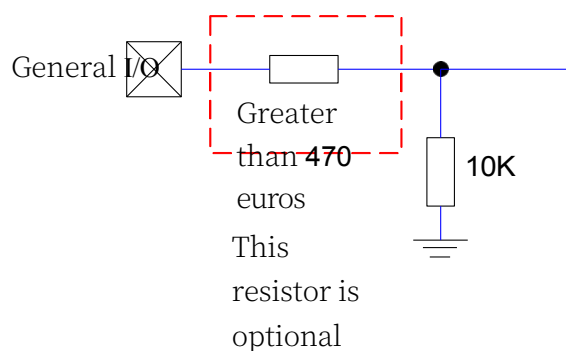 General I/O
Greater
than 470
euros
10K
This
resistor is
optional